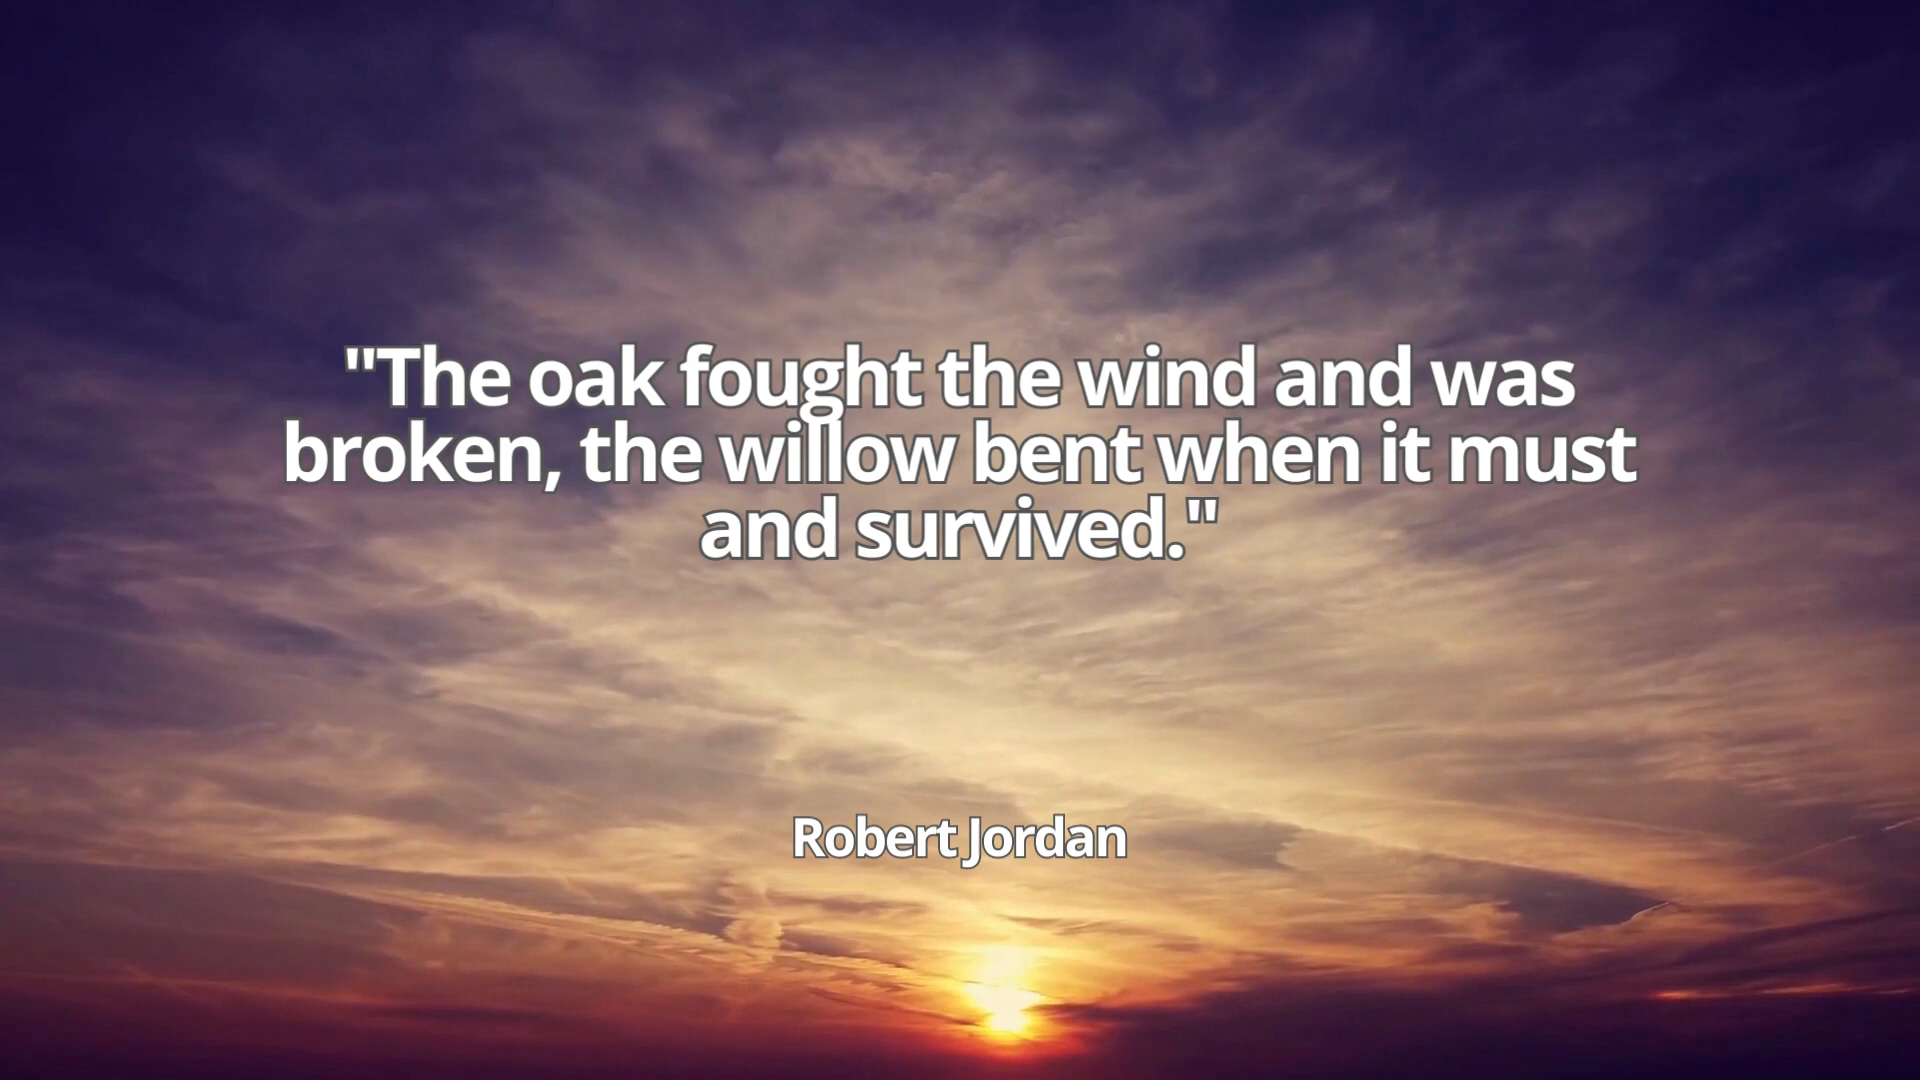 "The oak fought the wind and was
broken, the willow bent when it must
and survived."
Robert Jordan